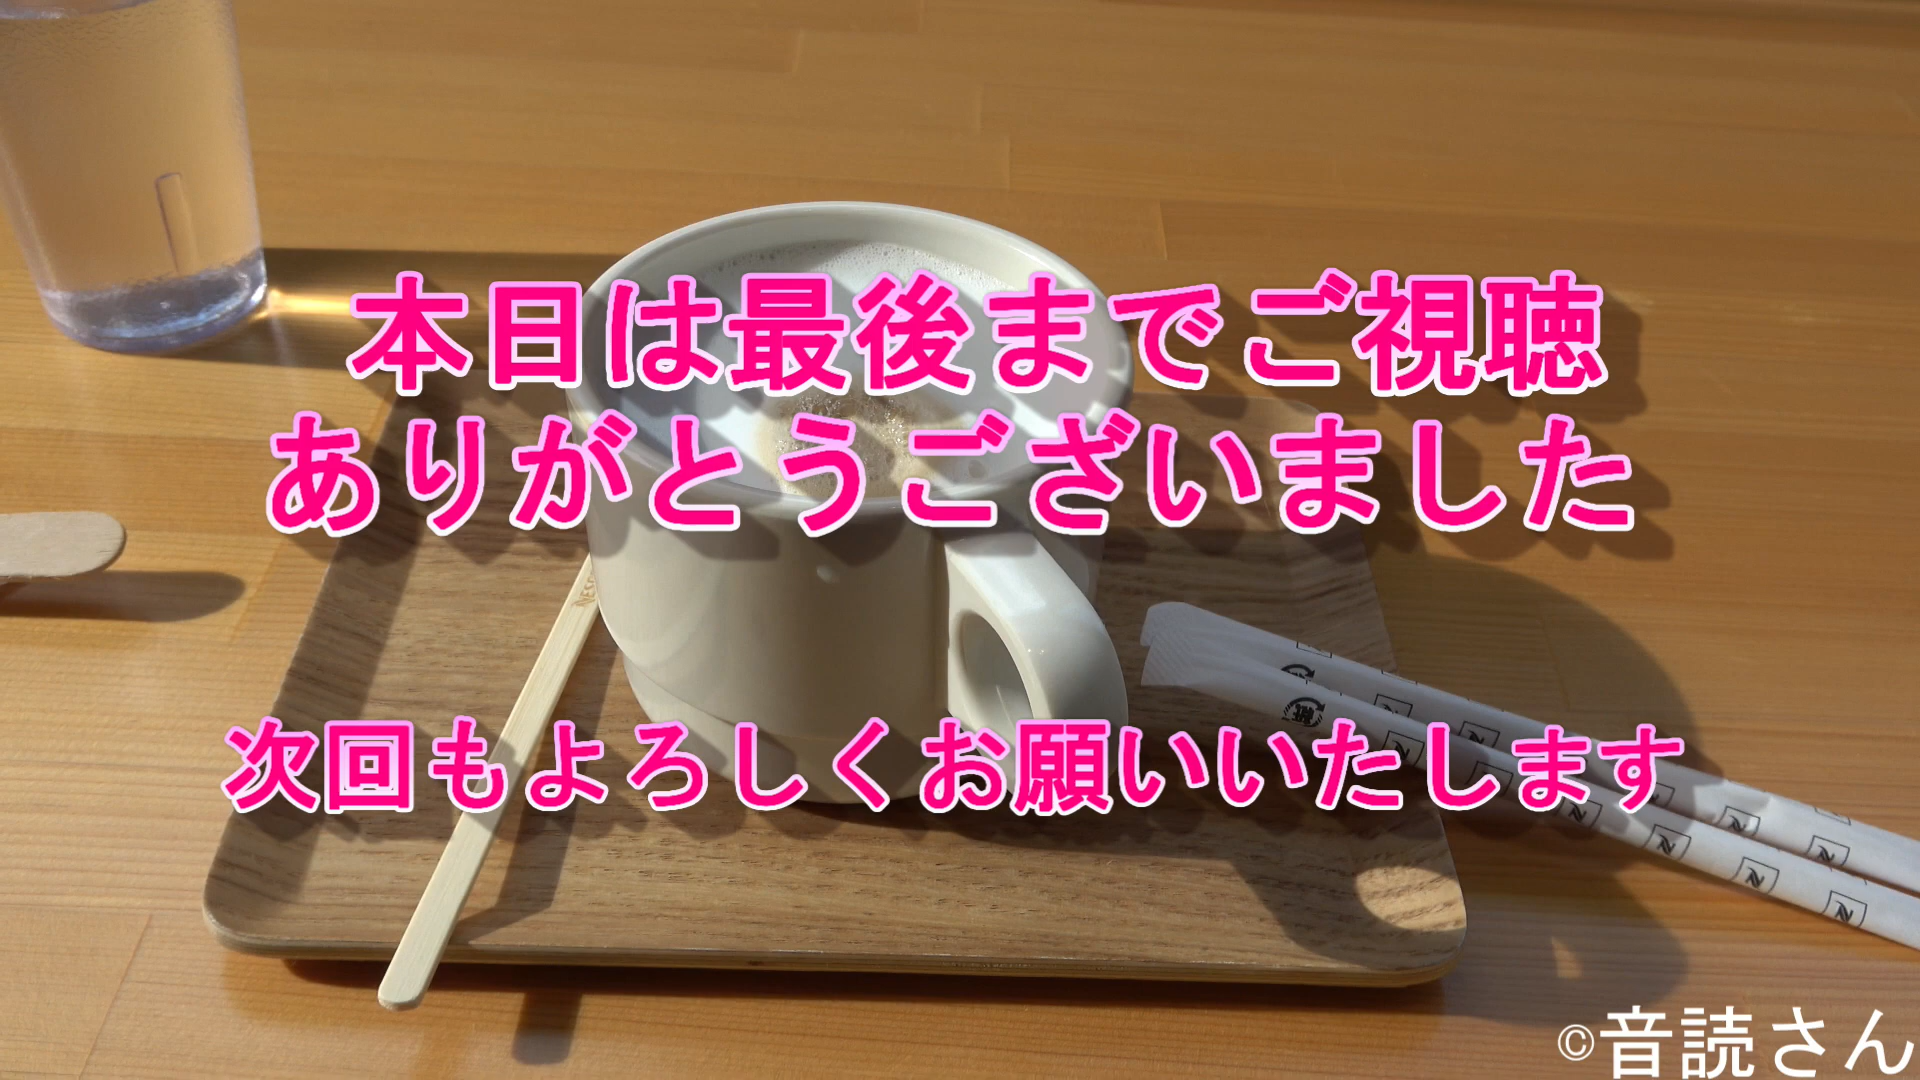 本日は最後までご視聴
ありがとうございました
次回もよろしくお願いいたします
©音読さん